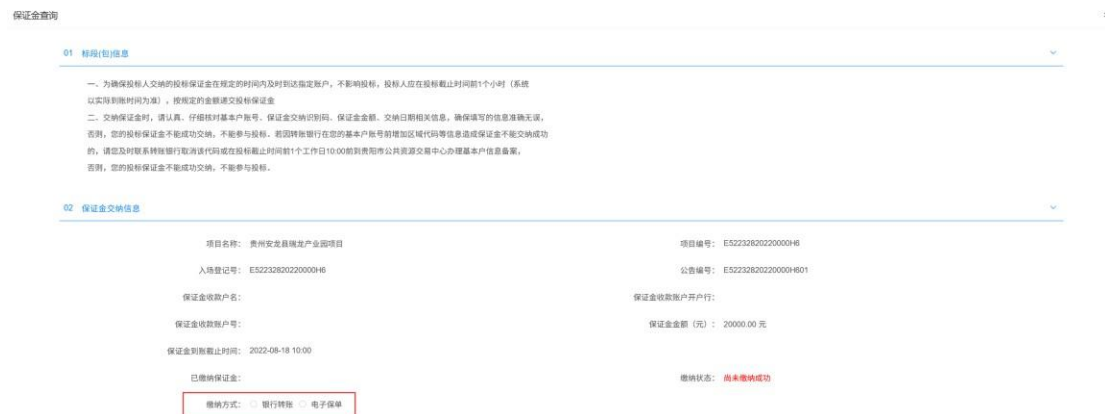 保证金查询
01 标段(包)信息
一、为确保投标人交纳的投标保证金在规定的时间内及时到达指定账户，不影响投标，投标人应在投标截止时间前1个小时（系统
以实际到账时间为准），按规定的金额递交投标保证金
二、交纳保证金时，请认真、仔细核对基本户账号、保证金交纳识别码、保证金金额、交纳日期相关信息，确保填写的信息准确无误，
否则，您的投标保证金不能成功交纳，不能参与投标。若因转账银行在您的基本户账号前增加区域代码等信息造成保证金不能交纳成功
的，请您及时联系转账银行取消该代码或在投标截止时间前1个工作日10:00前到贵阳市公共资源交易中心办理基本户信息备案，
否则，您的投标保证金不能成功交纳，不能参与投标。
02 保证金交纳信息
项目名称： 贵州安龙县瑞龙产业园项目 项目编号： E52232820220000H6
入场登记号： E52232820220000H6 公告编号： E52232820220000H601
保证金收款户名： 保证金收款账户开户行：
保证金收款账户号： 保证金金额（元）： 20000.00 元
保证金到账截止时间： 2022-08-18 10:00
已缴纳保证金： 缴纳状态： 尚未缴纳成功
缴纳方式： 银行转账 电子保单